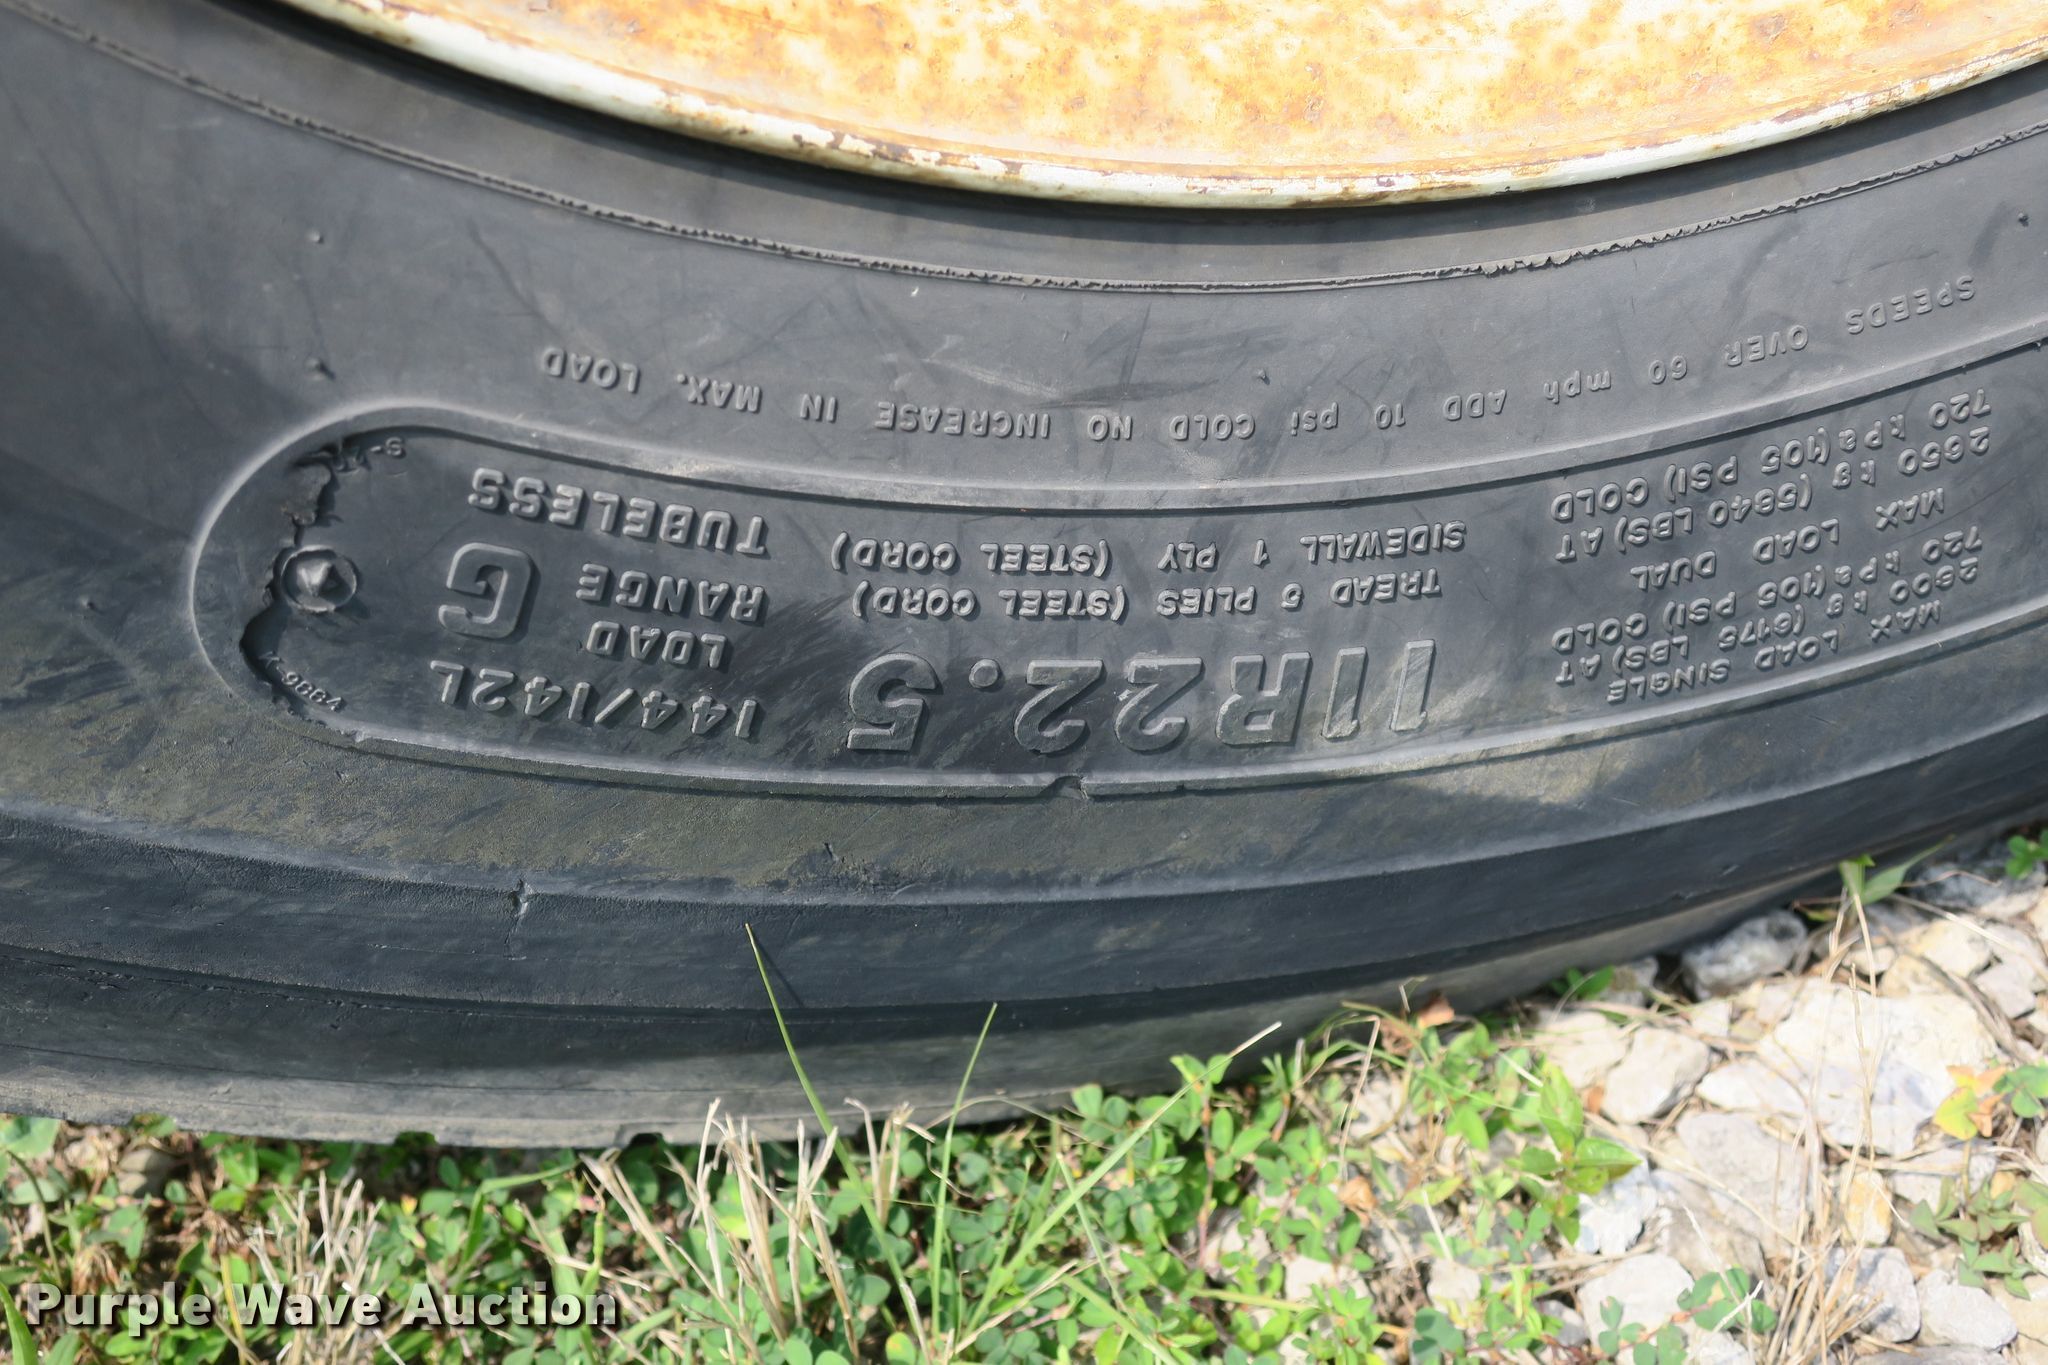 SINGLE
MAX. LOAD
2800 kg (6175 LBS) AT
720 kPa (105 PSI) COLD
DUAL
MAX LOAD
2650 kg (5840 LBS) AT
720 kPa (105 PSI) COLD
11R22.5
TREAD 5 PLIES (STEEL CORD)
SIDEWALL 1 PLY (STEEL CORD)
144/142L
LOAD
RANGE G
TUBELESS
SPEEDS OVER 60 mph ADD 10 psi COLD NO INCREASE IN MAX. LOAD
Purple Wave Auction